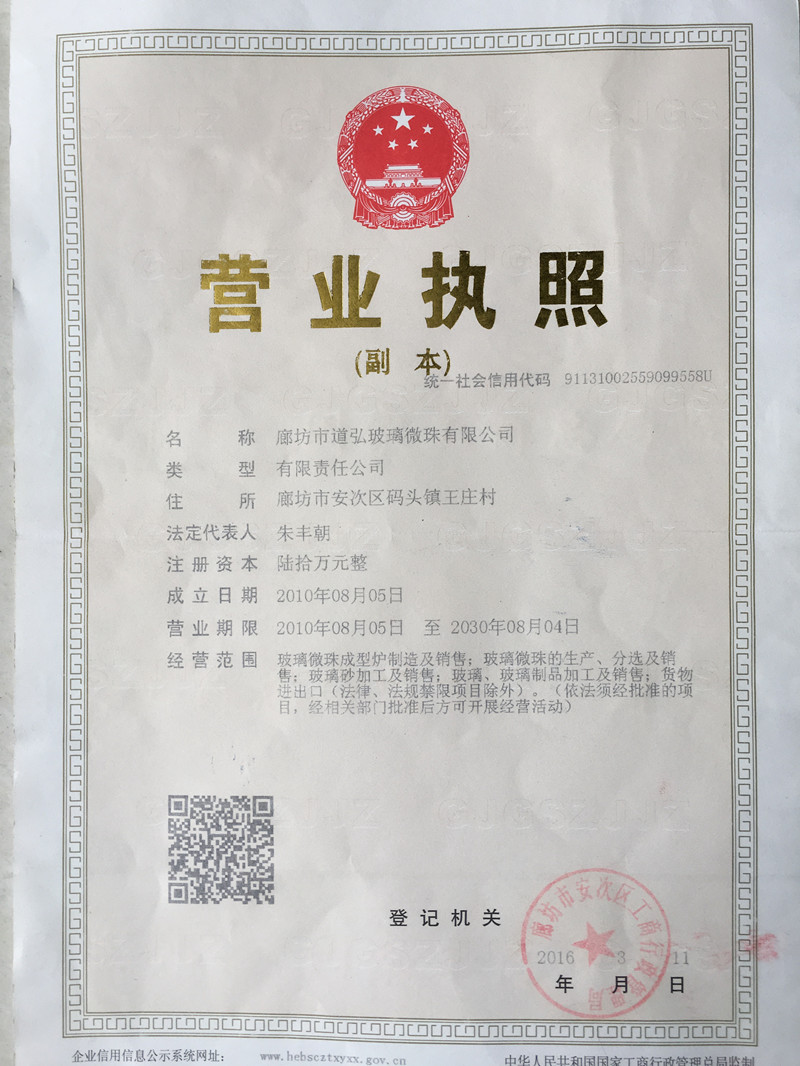 营业执照
(副 本)
统一社会信用代码 91131002559099558U
名 称 廊坊市道弘玻璃微珠有限公司
类 型 有限责任公司
住 所 廊坊市安次区码头镇王庄村
法定代表人 朱丰朝
注册资本 陆拾万元整
成立日期 2010年08月05日
营业期限 2010年08月05日 至 2030年08月04日
经营范围 玻璃微珠成型炉制造及销售；玻璃微珠的生产、分选及销
售；玻璃砂加工及销售；玻璃、玻璃制品加工及销售；货物
进出口（法律、法规禁限项目除外）。（依法须经批准的项
目，经相关部门批准后方可开展经营活动）
登记机关
廊坊市安次区工商行政管理局
2016 3 11
年 月 日
企业信用信息公示系统网址： www.hebscztxyxx.gov.cn
中华人民共和国国家工商行政管理总局监制